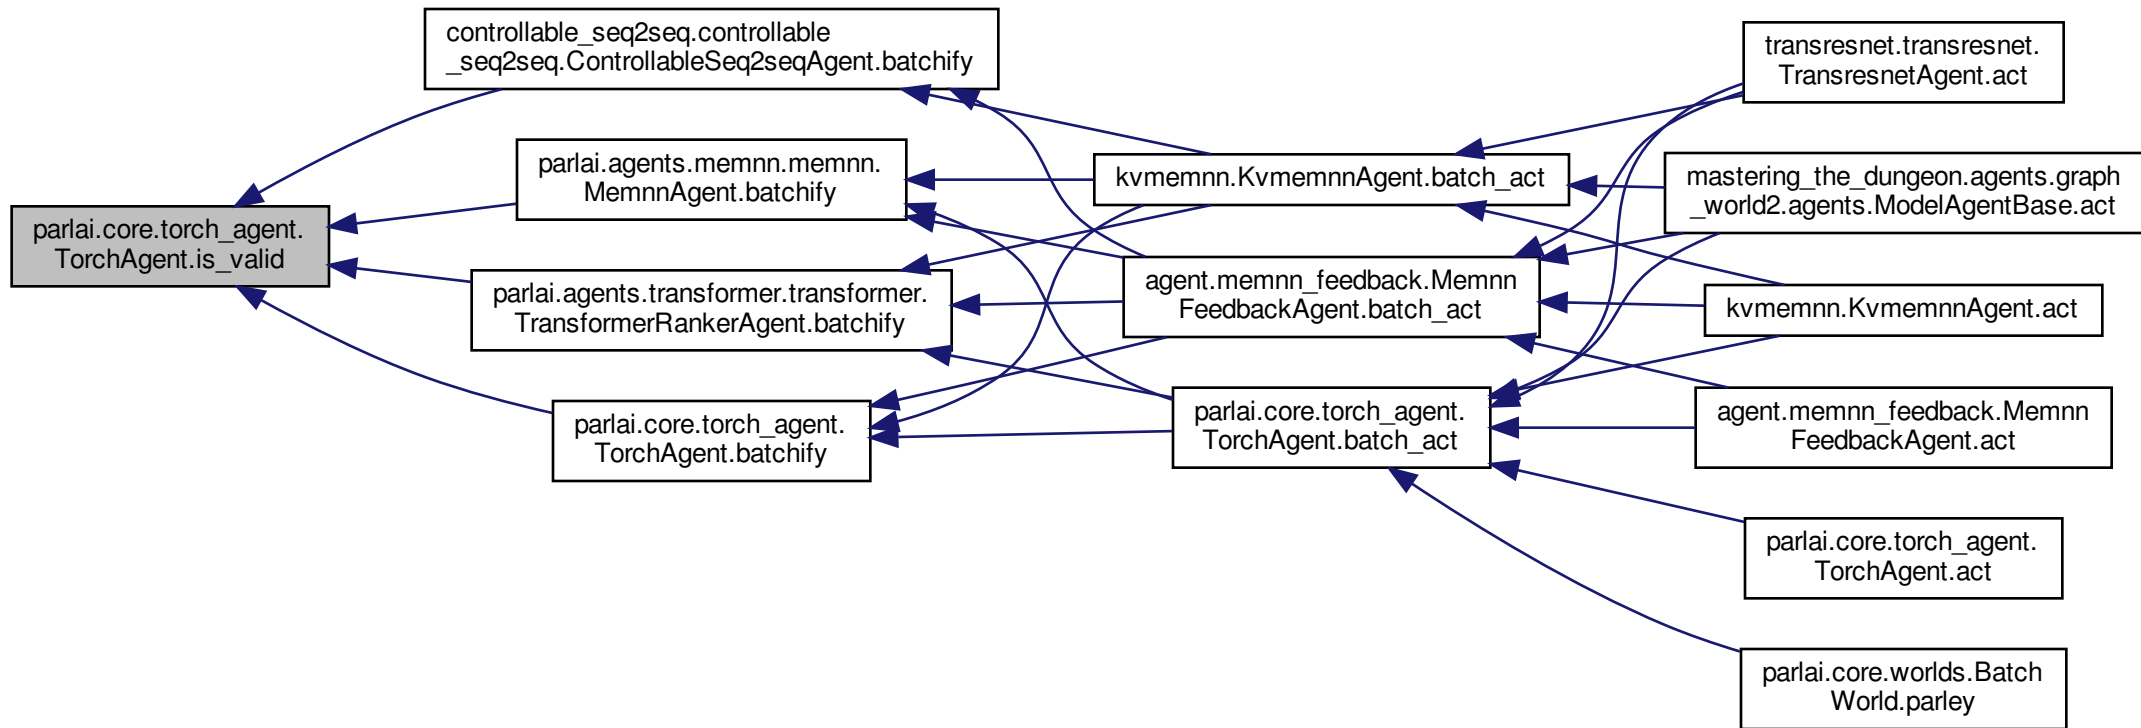 parlai.core.torch_agent.
TorchAgent.is_valid
controllable_seq2seq.controllable
_seq2seq.ControllableSeq2seqAgent.batchify
parlai.agents.memnn.memnn.
MemnnAgent.batchify
parlai.agents.transformer.transformer.
TransformerRankerAgent.batchify
parlai.core.torch_agent.
TorchAgent.batchify
kvmemnn.KvmemnnAgent.batch_act
agent.memnn_feedback.Memnn
FeedbackAgent.batch_act
parlai.core.torch_agent.
TorchAgent.batch_act
transresnet.transresnet.
TransresnetAgent.act
mastering_the_dungeon.agents.graph
_world2.agents.ModelAgentBase.act
kvmemnn.KvmemnnAgent.act
agent.memnn_feedback.Memnn
FeedbackAgent.act
parlai.core.torch_agent.
TorchAgent.act
parlai.core.worlds.Batch
World.parley